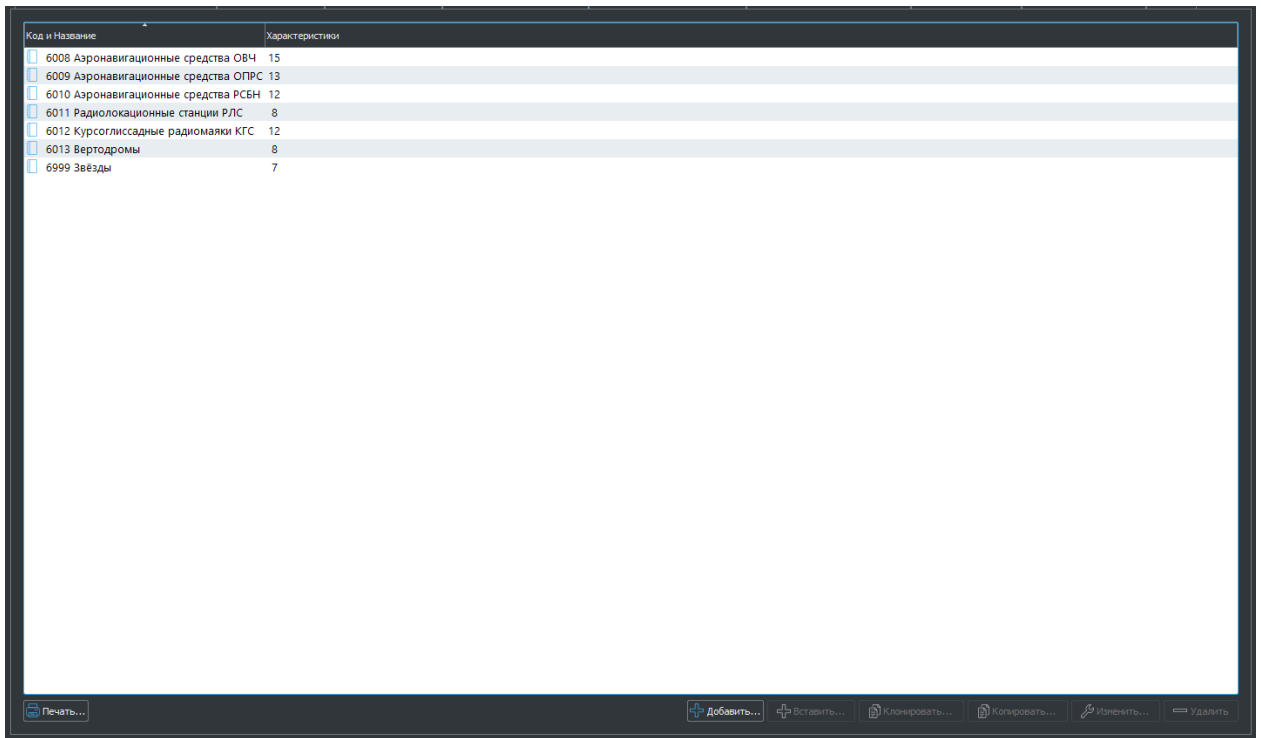 Код и Название Характеристики
6008 Аэронавигационные средства ОВЧ 15
6009 Аэронавигационные средства ОПРС 13
6010 Аэронавигационные средства РСБН 12
6011 Радиолокационные станции РЛС 8
6012 Курсоглиссадные радиомаяки КГС 12
6013 Вертодромы 8
6999 Звёзды 7
Печать... Добавить... Вставить... Клонировать... Копировать... Изменить... Удалить